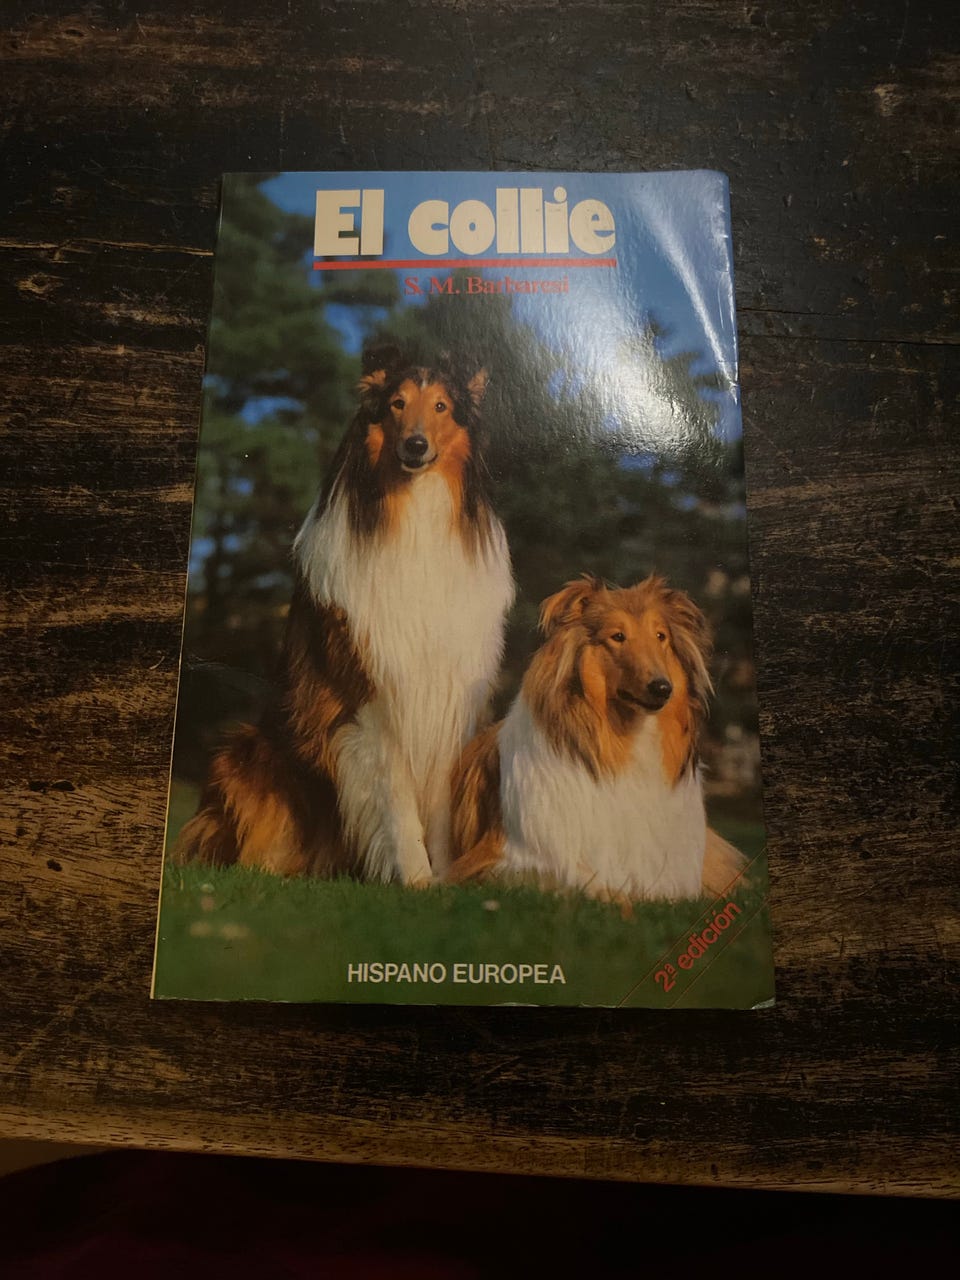 El collie
S. M. Barbaresi
HISPANO EUROPEA
2ª edición